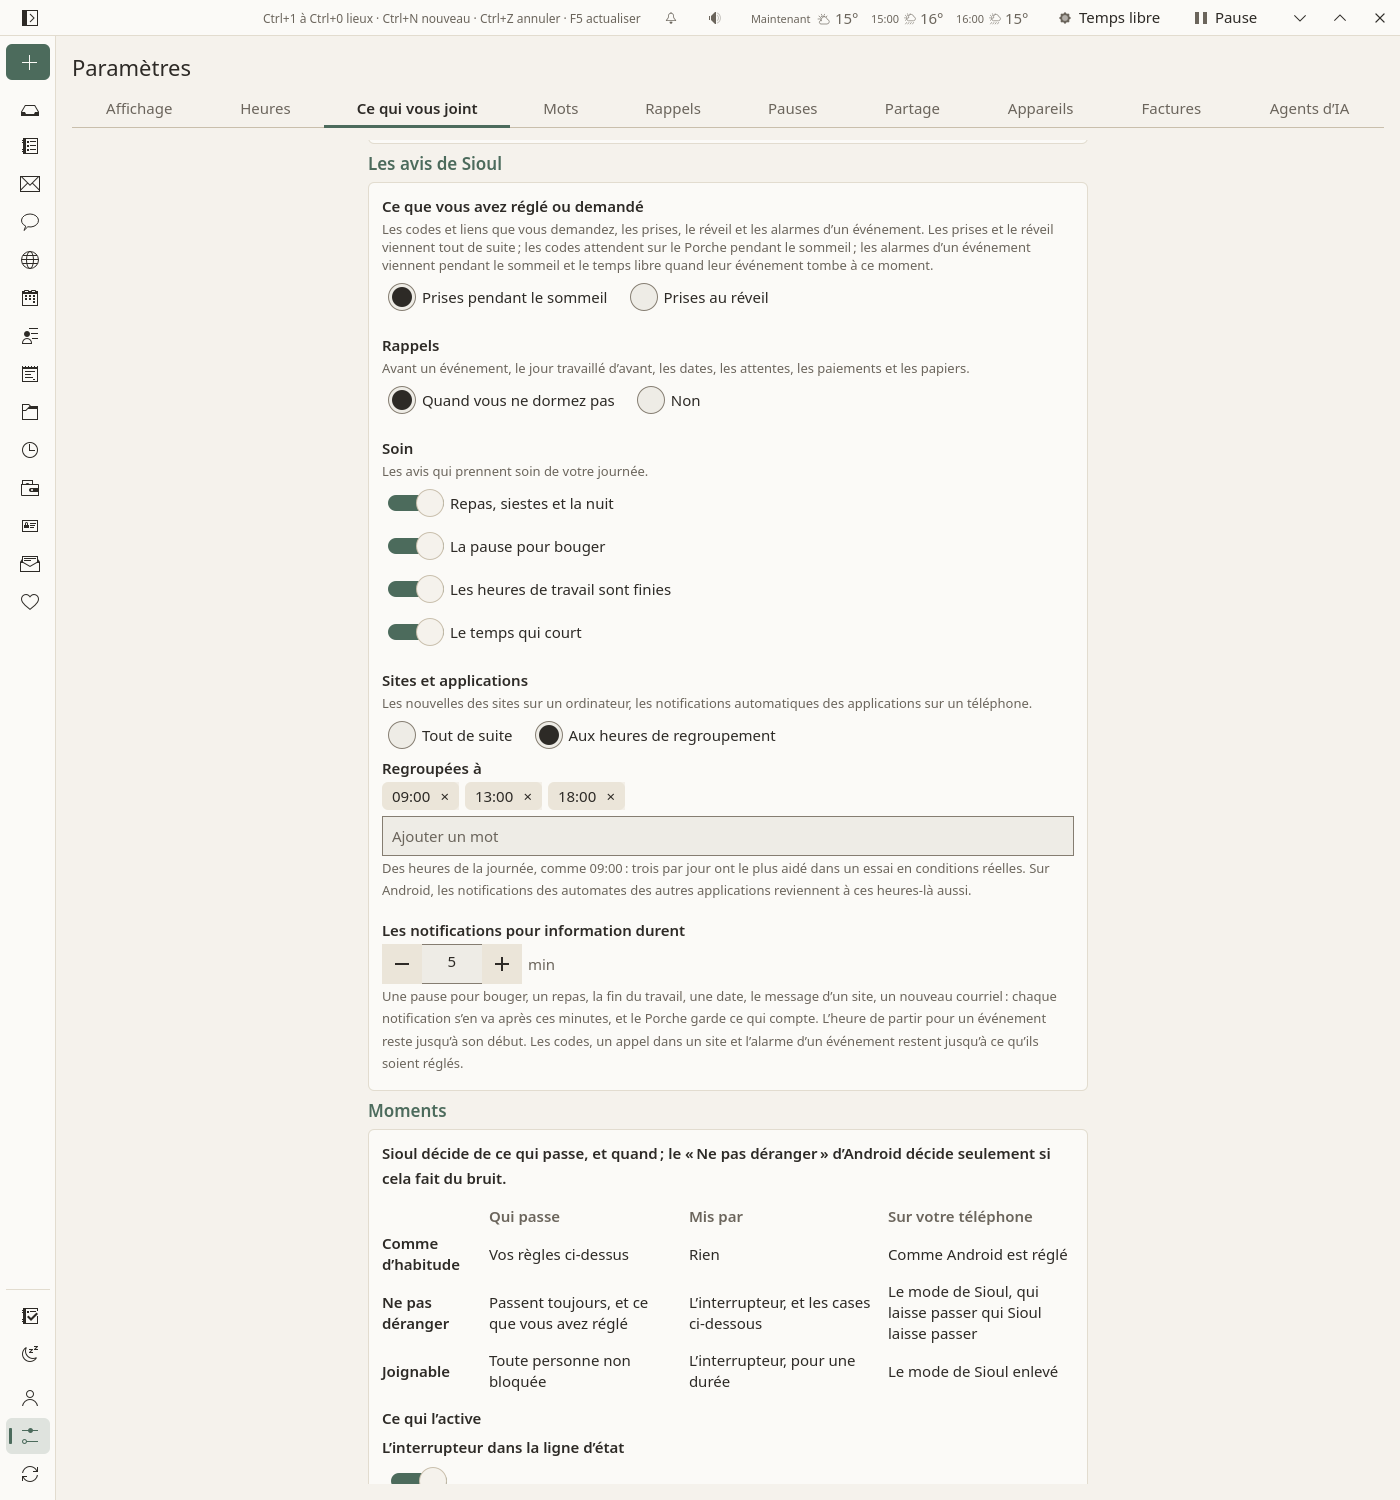 Ctrl+1 à Ctrl+0 lieux · Ctrl+N nouveau · Ctrl+Z annuler · F5 actualiser
Maintenant 15° 15:00 16° 16:00 15°
Temps libre
Pause
Paramètres
Affichage Heures Ce qui vous joint Mots Rappels Pauses Partage Appareils Factures Agents d’IA
Les avis de Sioul
Ce que vous avez réglé ou demandé
Les codes et liens que vous demandez, les prises, le réveil et les alarmes d’un événement. Les prises et le réveil
viennent tout de suite ; les codes attendent sur le Porche pendant le sommeil ; les alarmes d’un événement
viennent pendant le sommeil et le temps libre quand leur événement tombe à ce moment.
Prises pendant le sommeil Prises au réveil
Rappels
Avant un événement, le jour travaillé d’avant, les dates, les attentes, les paiements et les papiers.
Quand vous ne dormez pas Non
Soin
Les avis qui prennent soin de votre journée.
Repas, siestes et la nuit
La pause pour bouger
Les heures de travail sont finies
Le temps qui court
Sites et applications
Les nouvelles des sites sur un ordinateur, les notifications automatiques des applications sur un téléphone.
Tout de suite Aux heures de regroupement
Regroupées à
09:00 × 13:00 × 18:00 ×
Ajouter un mot
Des heures de la journée, comme 09:00 : trois par jour ont le plus aidé dans un essai en conditions réelles. Sur
Android, les notifications des automates des autres applications reviennent à ces heures-là aussi.
Les notifications pour information durent
− 5 + min
Une pause pour bouger, un repas, la fin du travail, une date, le message d’un site, un nouveau courriel : chaque
notification s’en va après ces minutes, et le Porche garde ce qui compte. L’heure de partir pour un événement
reste jusqu’à son début. Les codes, un appel dans un site et l’alarme d’un événement restent jusqu’à ce qu’ils
soient réglés.
Moments
Sioul décide de ce qui passe, et quand ; le « Ne pas déranger » d’Android décide seulement si
cela fait du bruit.
Qui passe Mis par Sur votre téléphone
Comme
d’habitude
Vos règles ci-dessus
Rien
Comme Android est réglé
Ne pas
déranger
Passent toujours, et ce
que vous avez réglé
L’interrupteur, et les cases
ci-dessous
Le mode de Sioul, qui
laisse passer qui Sioul
laisse passer
Joignable
Toute personne non
bloquée
L’interrupteur, pour une
durée
Le mode de Sioul enlevé
Ce qui l’active
L’interrupteur dans la ligne d’état